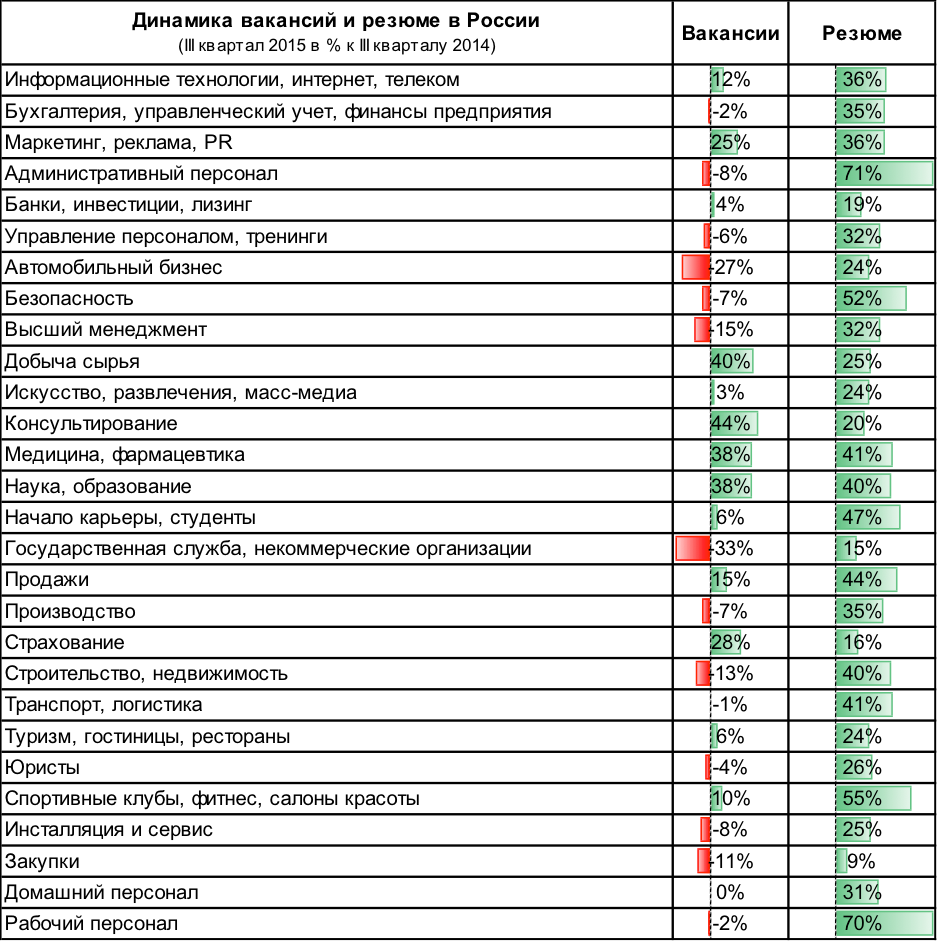 Динамика вакансий и резюме в России
(III квартал 2015 в % к III кварталу 2014)
Вакансии Резюме
Информационные технологии, интернет, телеком 12% 36%
Бухгалтерия, управленческий учет, финансы предприятия -2% 35%
Маркетинг, реклама, PR 25% 36%
Административный персонал -8% 71%
Банки, инвестиции, лизинг 4% 19%
Управление персоналом, тренинги -6% 32%
Автомобильный бизнес -27% 24%
Безопасность -7% 52%
Высший менеджмент -15% 32%
Добыча сырья 40% 25%
Искусство, развлечения, масс-медиа 3% 24%
Консультирование 44% 20%
Медицина, фармацевтика 38% 41%
Наука, образование 38% 40%
Начало карьеры, студенты 6% 47%
Государственная служба, некоммерческие организации -33% 15%
Продажи 15% 44%
Производство -7% 35%
Страхование 28% 16%
Строительство, недвижимость -13% 40%
Транспорт, логистика -1% 41%
Туризм, гостиницы, рестораны 6% 24%
Юристы -4% 26%
Спортивные клубы, фитнес, салоны красоты 10% 55%
Инсталляция и сервис -8% 25%
Закупки -11% 9%
Домашний персонал 0% 31%
Рабочий персонал -2% 70%